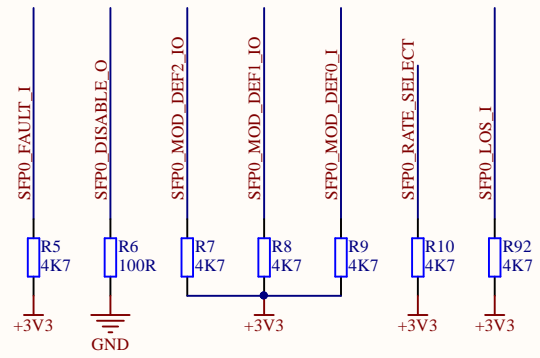 SFP0_FAULT_I
SFP0_DISABLE_O
SFP0_MOD_DEF2_IO
SFP0_MOD_DEF1_IO
SFP0_MOD_DEF0_I
SFP0_RATE_SELECT
SFP0_LOS_I
R5
4K7
R6
100R
R7
4K7
R8
4K7
R9
4K7
R10
4K7
R92
4K7
+3V3
GND
+3V3
+3V3
+3V3